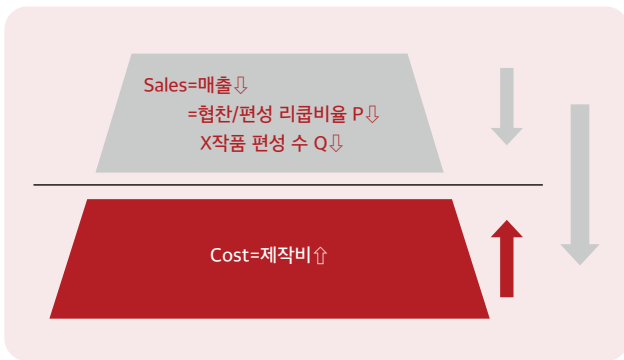 Sales=매출⇩
=협찬/편성 리쿱비율 P⇩
X작품 편성 수 Q⇩
Cost=제작비⇧